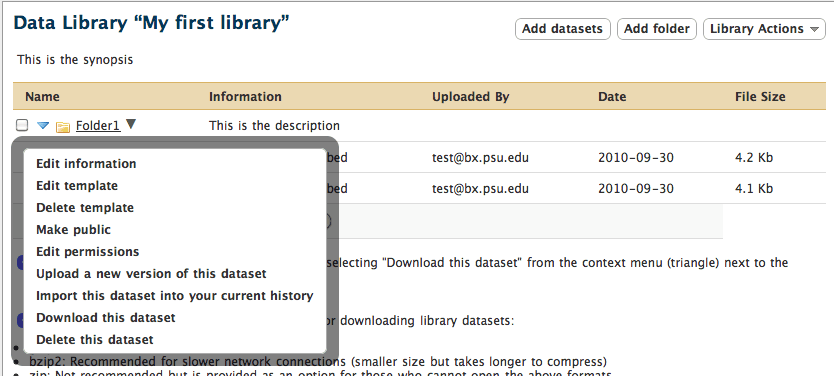 Data Library “My first library”
Add datasets Add folder Library Actions
This is the synopsis
Name Information Uploaded By Date File Size
Folder1 This is the description
test@bx.psu.edu 2010-09-30 4.2 Kb
test@bx.psu.edu 2010-09-30 4.1 Kb
Edit information
Edit template
Delete template
Make public
Edit permissions
Upload a new version of this dataset
Import this dataset into your current history
Download this dataset
Delete this dataset
selecting "Download this dataset" from the context menu (triangle) next to the
or downloading library datasets:
bzip2: Recommended for slower network connections (smaller size but takes longer to compress)
zip: Not recommended but is provided as an option for those who cannot open the above formats